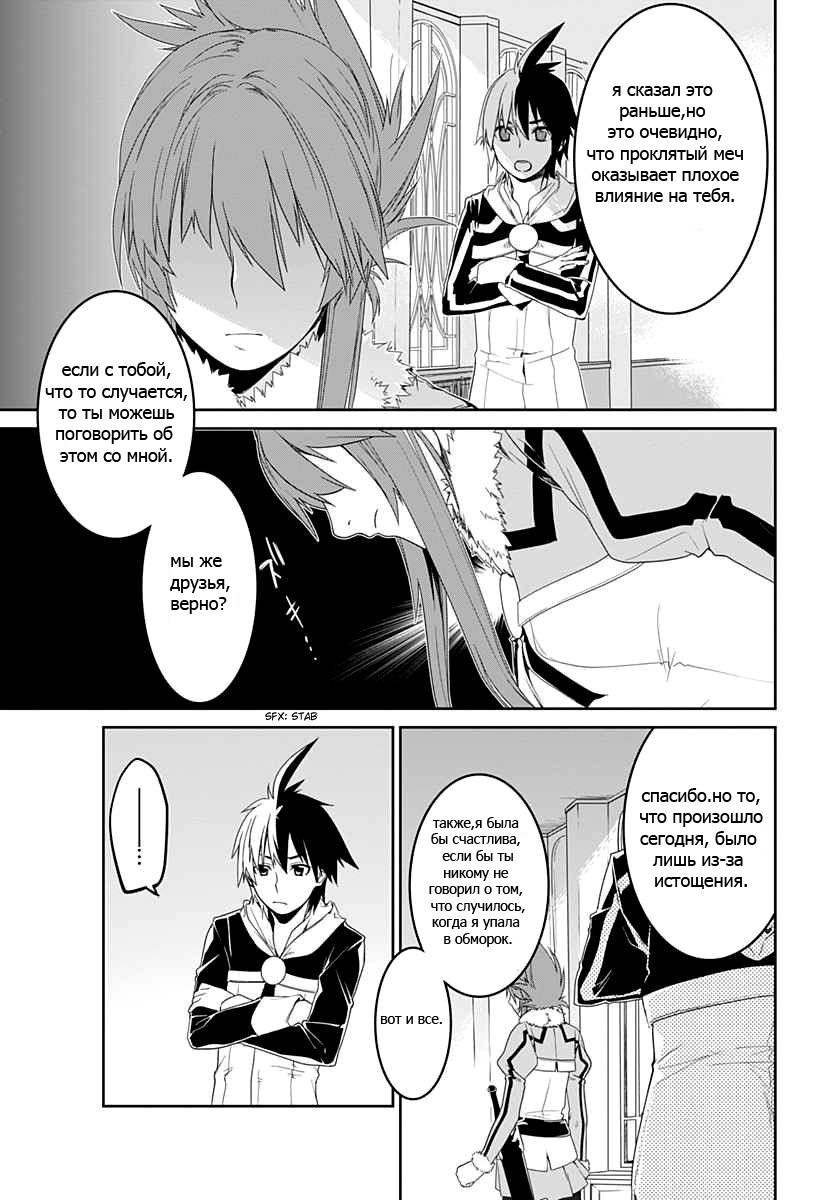 я сказал это
раньше,но
это очевидно,
что проклятый меч
оказывает плохое
влияние на тебя.
если с тобой,
что то случается,
то ты можешь
поговорить об
этом со мной.
мы же
друзья,
верно?
SFX: STAB
спасибо.но то,
что произошло
сегодня, было
лишь из-за
истощения.
также,я была
бы счастлива,
если бы ты
никому не
говорил о том,
что случилось,
когда я упала
в обморок.
вот и все.